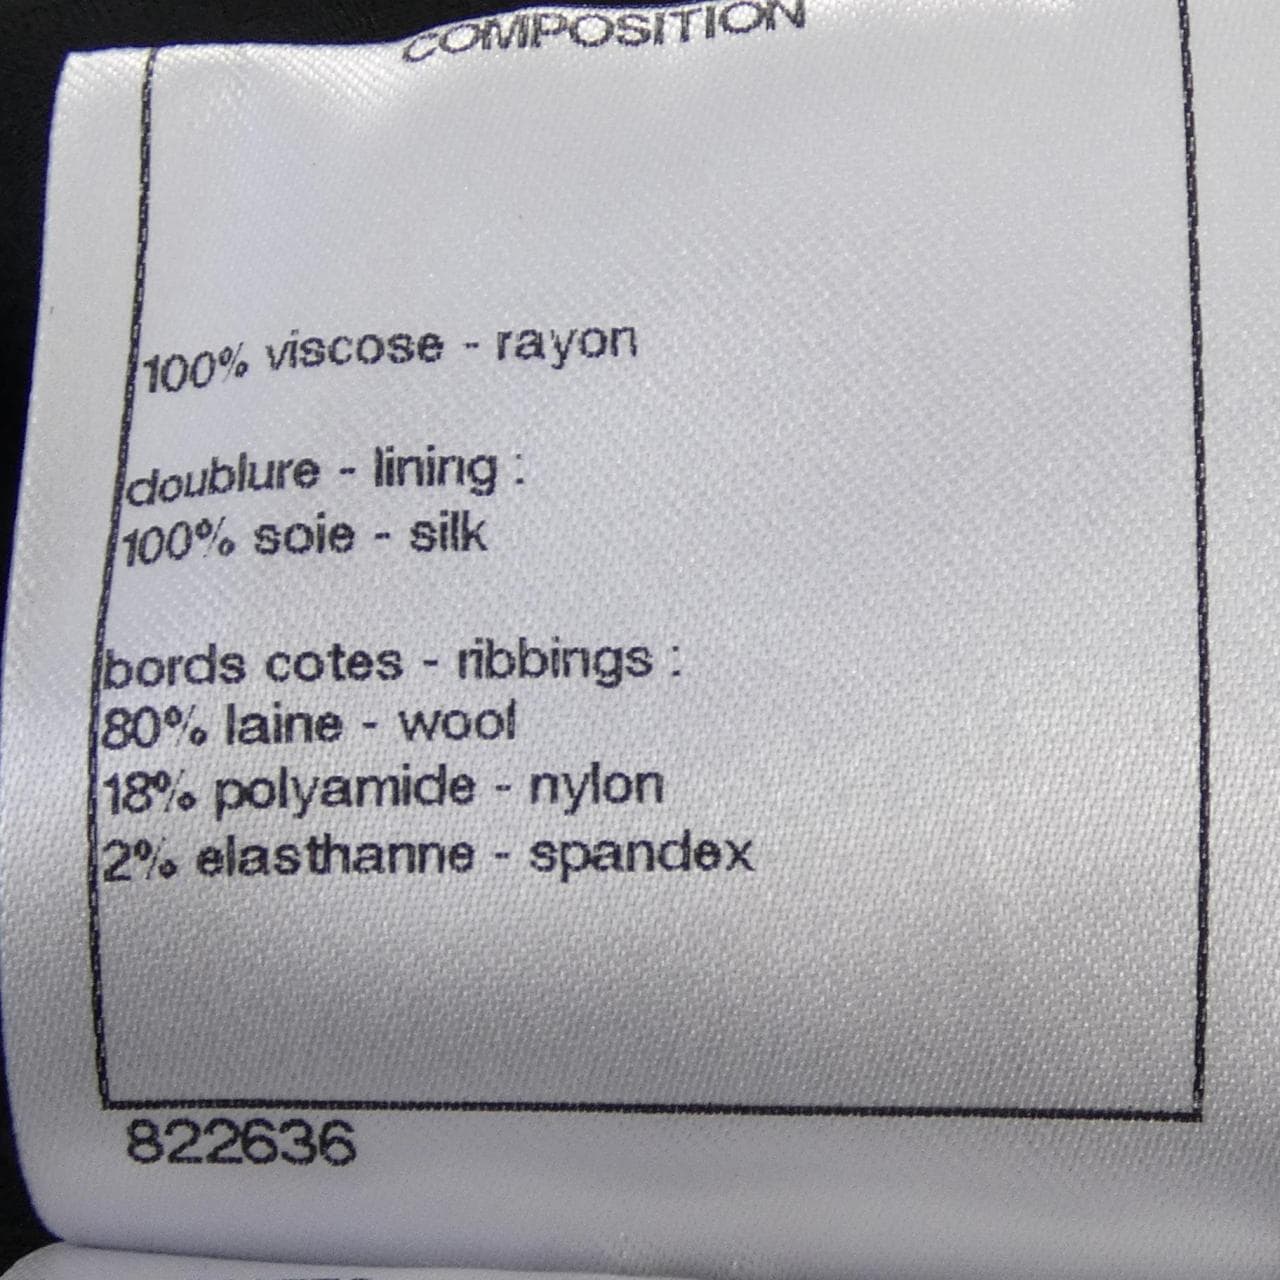 COMPOSITION
100% viscose - rayon
doublure - lining :
100% soie - silk
bords cotes - ribbings :
80% laine - wool
18% polyamide - nylon
2% elasthanne - spandex
822636